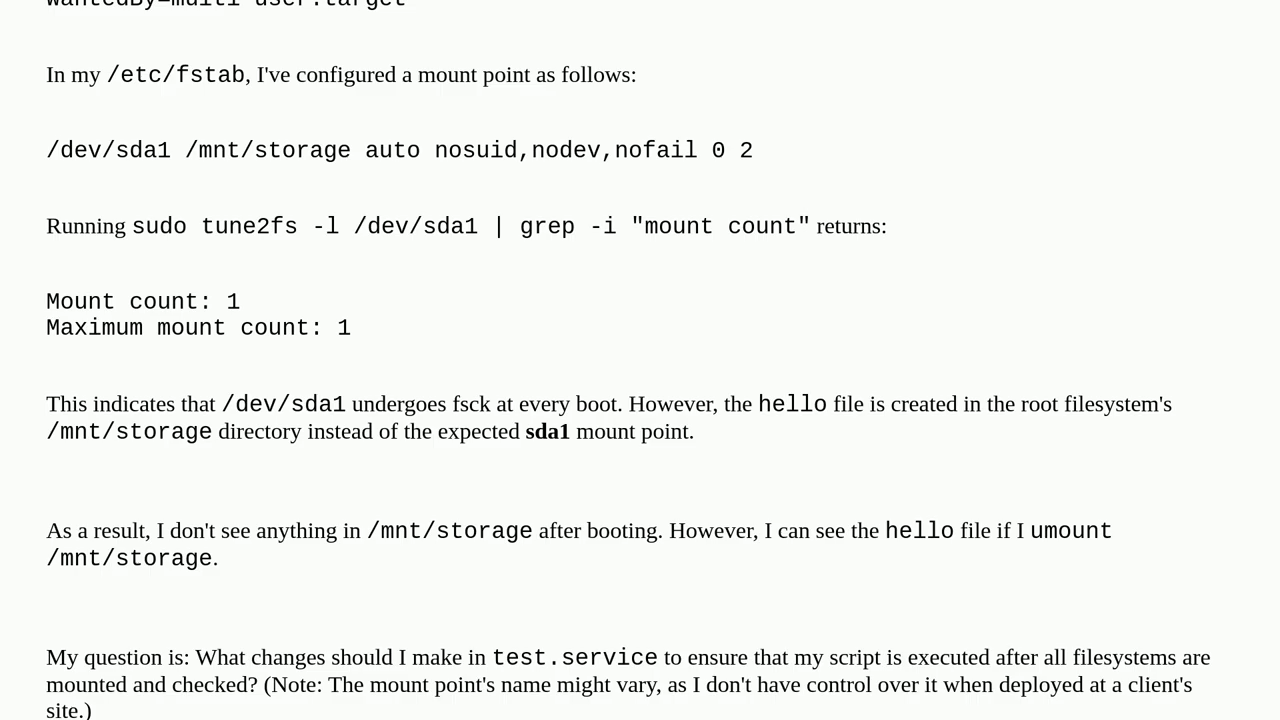 WantedBy=multi-user.target
In my /etc/fstab, I've configured a mount point as follows:
/dev/sda1 /mnt/storage auto nosuid,nodev,nofail 0 2
Running sudo tune2fs -l /dev/sda1 | grep -i "mount count" returns:
Mount count: 1
Maximum mount count: 1
This indicates that /dev/sda1 undergoes fsck at every boot. However, the hello file is created in the root filesystem's
/mnt/storage directory instead of the expected sda1 mount point.
As a result, I don't see anything in /mnt/storage after booting. However, I can see the hello file if I umount
/mnt/storage.
My question is: What changes should I make in test.service to ensure that my script is executed after all filesystems are
mounted and checked? (Note: The mount point's name might vary, as I don't have control over it when deployed at a client's
site.)